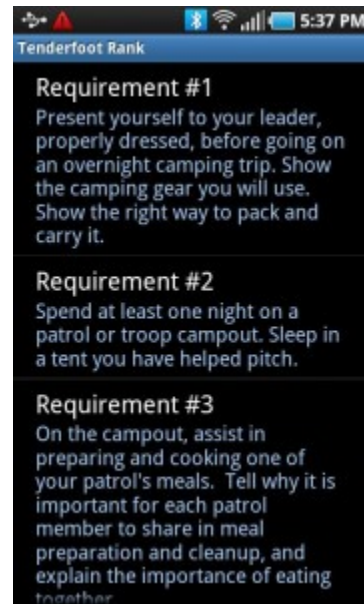 5:37 PM
Tenderfoot Rank
Requirement #1
Present yourself to your leader,
properly dressed, before going on
an overnight camping trip. Show
the camping gear you will use.
Show the right way to pack and
carry it.
Requirement #2
Spend at least one night on a
patrol or troop campout. Sleep in
a tent you have helped pitch.
Requirement #3
On the campout, assist in
preparing and cooking one of
your patrol's meals.  Tell why it is
important for each patrol
member to share in meal
preparation and cleanup, and
explain the importance of eating
together